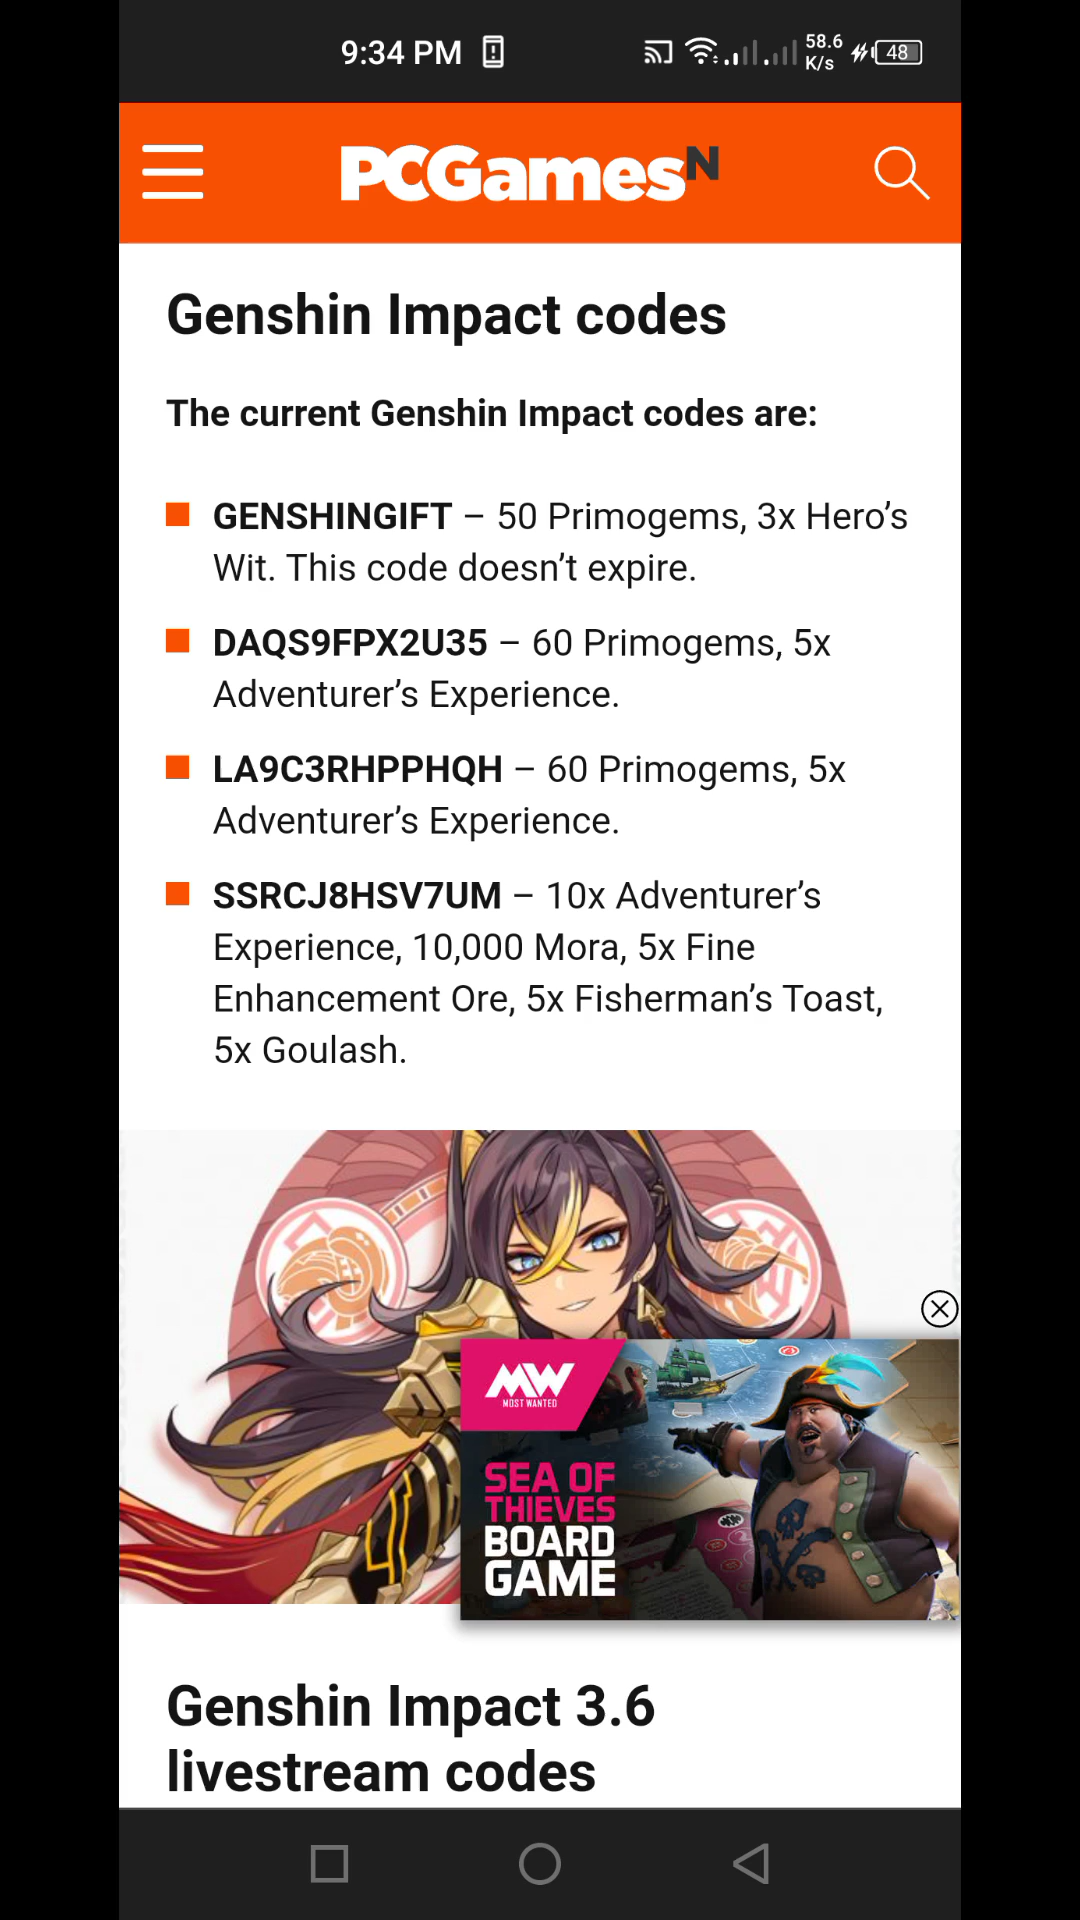 9:34 PM
58.6
K/s
48
PCGamesN
Genshin Impact codes
The current Genshin Impact codes are:
GENSHINGIFT – 50 Primogems, 3x Hero’s
Wit. This code doesn’t expire.
DAQS9FPX2U35 – 60 Primogems, 5x
Adventurer’s Experience.
LA9C3RHPPHQH – 60 Primogems, 5x
Adventurer’s Experience.
SSRCJ8HSV7UM – 10x Adventurer’s
Experience, 10,000 Mora, 5x Fine
Enhancement Ore, 5x Fisherman’s Toast,
5x Goulash.
MW
MOST WANTED
SEA OF
THIEVES
BOARD
GAME
Genshin Impact 3.6
livestream codes